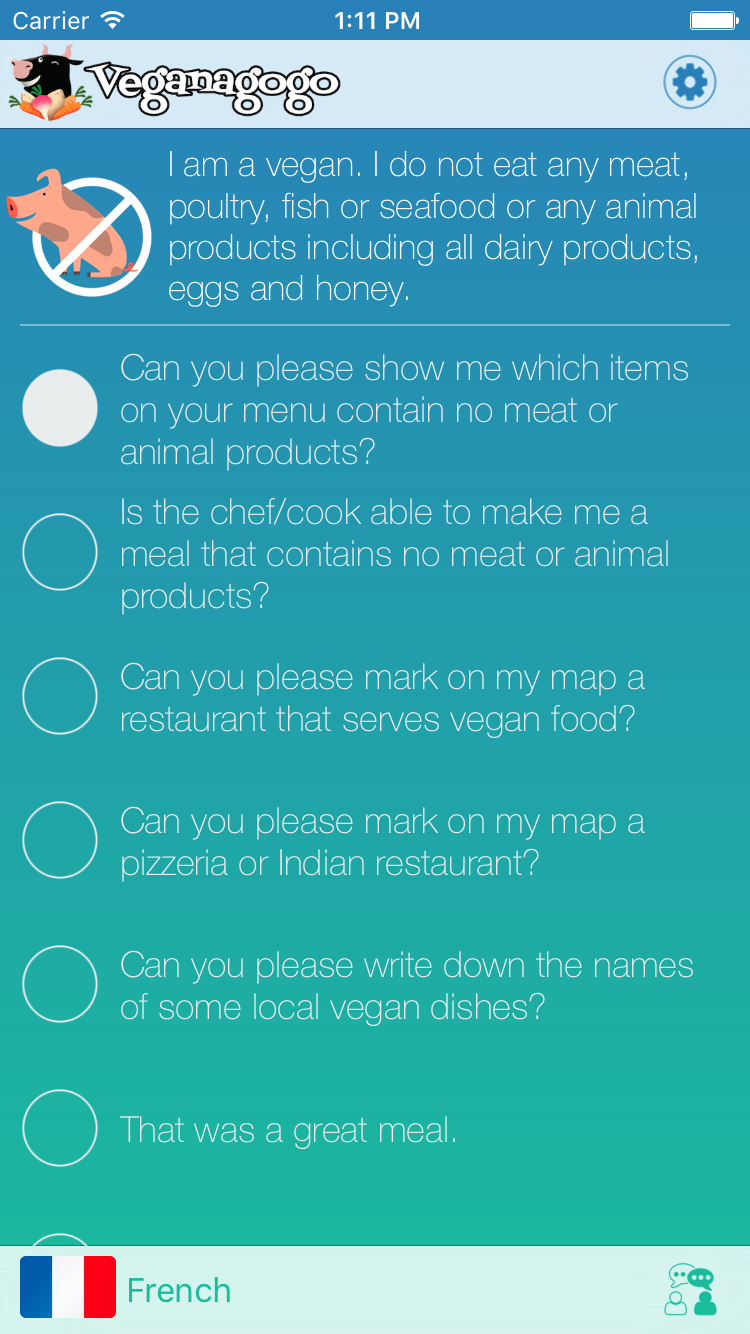 Carrier
1:11 PM
Veganagogo
I am a vegan. I do not eat any meat,
poultry, fish or seafood or any animal
products including all dairy products,
eggs and honey.
Can you please show me which items
on your menu contain no meat or
animal products?
Is the chef/cook able to make me a
meal that contains no meat or animal
products?
Can you please mark on my map a
restaurant that serves vegan food?
Can you please mark on my map a
pizzeria or Indian restaurant?
Can you please write down the names
of some local vegan dishes?
That was a great meal.
French